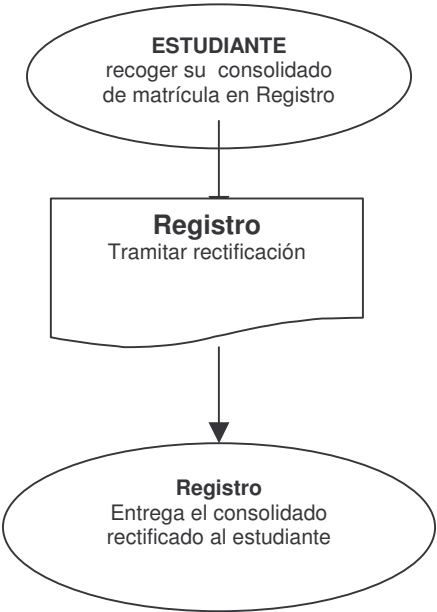 ESTUDIANTE
recoger su consolidado
de matrícula en Registro
Registro
Tramitar rectificación
Registro
Entrega el consolidado
rectificado al estudiante